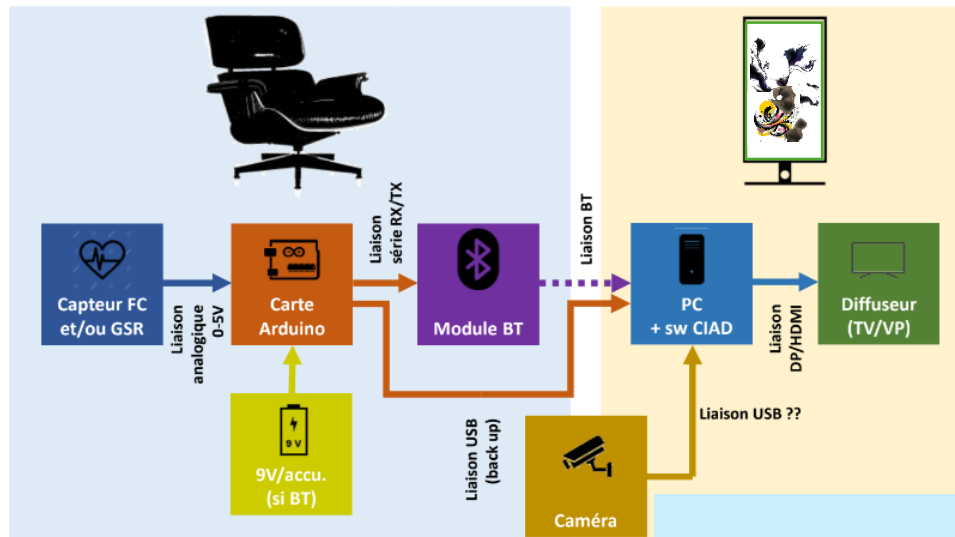 Capteur FC
et/ou GSR
Liaison
analogique
0-5V
Carte
Arduino
Liaison
série RX/TX
Module BT
Liaison BT
PC
+ sw CIAD
Liaison
DP/HDMI
Diffuseur
(TV/VP)
9 V
9V/accu.
(si BT)
Liaison USB
(back up)
Caméra
Liaison USB ??